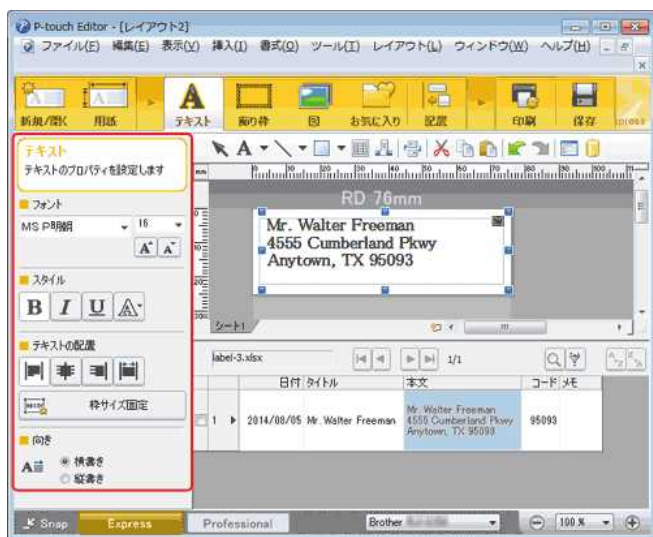 P-touch Editor - [レイアウト2]
ファイル(F) 編集(E) 表示(V) 挿入(I) 書式(O) ツール(T) レイアウト(L) ウィンドウ(W) ヘルプ(H)
新規/開く 用紙 テキスト 飾り枠 図 お気に入り 配置 印刷 保存
テキスト
テキストのプロパティを設定します
フォント
MS P明朝 16
スタイル
B I U A
テキストの配置
枠サイズ固定
向き
横書き
縦書き
mm
RD 76mm
Mr. Walter Freeman
4555 Cumberland Pkwy
Anytown, TX 95093
シート1
label-3.xlsx 1/1
日付 タイトル 本文 コード メモ
1 2014/08/05 Mr. Walter Freeman Mr. Walter Freeman 95093
4555 Cumberland Pkwy
Anytown, TX 95093
Snap Express Professional Brother 100 %